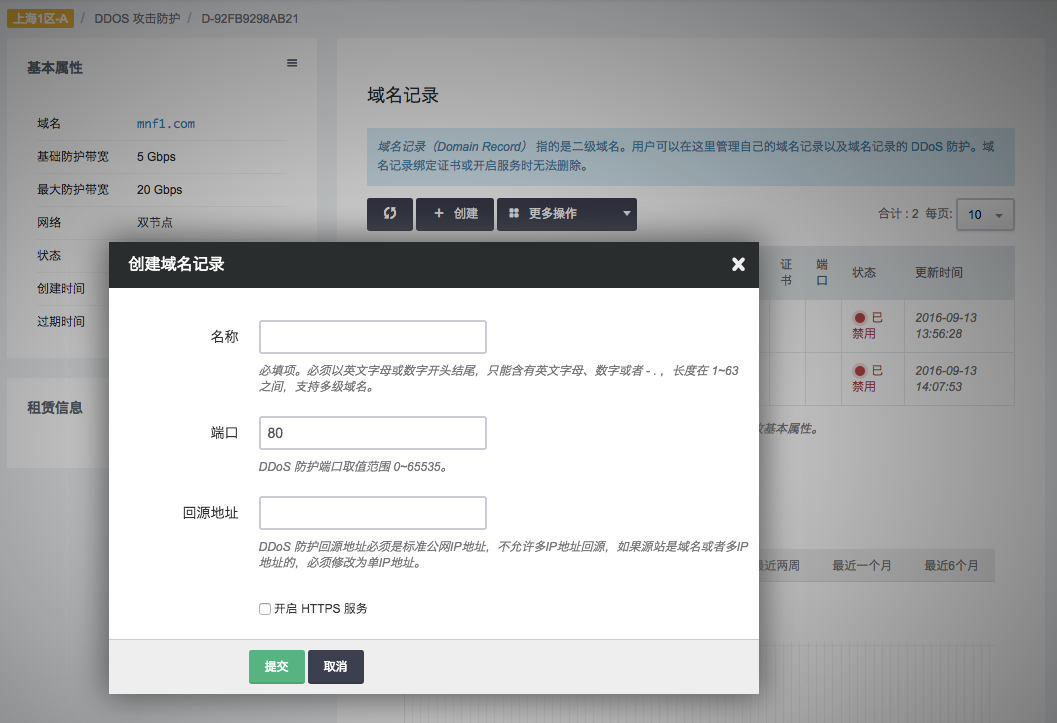 上海1区-A / DDOS 攻击防护 / D-92FB9298AB21
基本属性
域名 mnf1.com
基础防护带宽 5 Gbps
最大防护带宽 20 Gbps
网络 双节点
状态
创建时间
过期时间
租赁信息
域名记录
域名记录（Domain Record） 指的是二级域名。用户可以在这里管理自己的域名记录以及域名记录的 DDoS 防护。域
名记录绑定证书或开启服务时无法删除。
+ 创建 更多操作 合计 : 2 每页: 10
证书 端口 状态 更新时间
已禁用 2016-09-13
13:56:28
已禁用 2016-09-13
14:07:53
基本属性。
最近两周 最近一个月 最近6个月
创建域名记录
名称
必填项。必须以英文字母或数字开头结尾，只能含有英文字母、数字或者 - . ，长度在 1~63
之间，支持多级域名。
端口 80
DDoS 防护端口取值范围 0~65535。
回源地址
DDoS 防护回源地址必须是标准公网IP地址，不允许多IP地址回源，如果源站是域名或者多IP
地址的，必须修改为单IP地址。
开启 HTTPS 服务
提交 取消